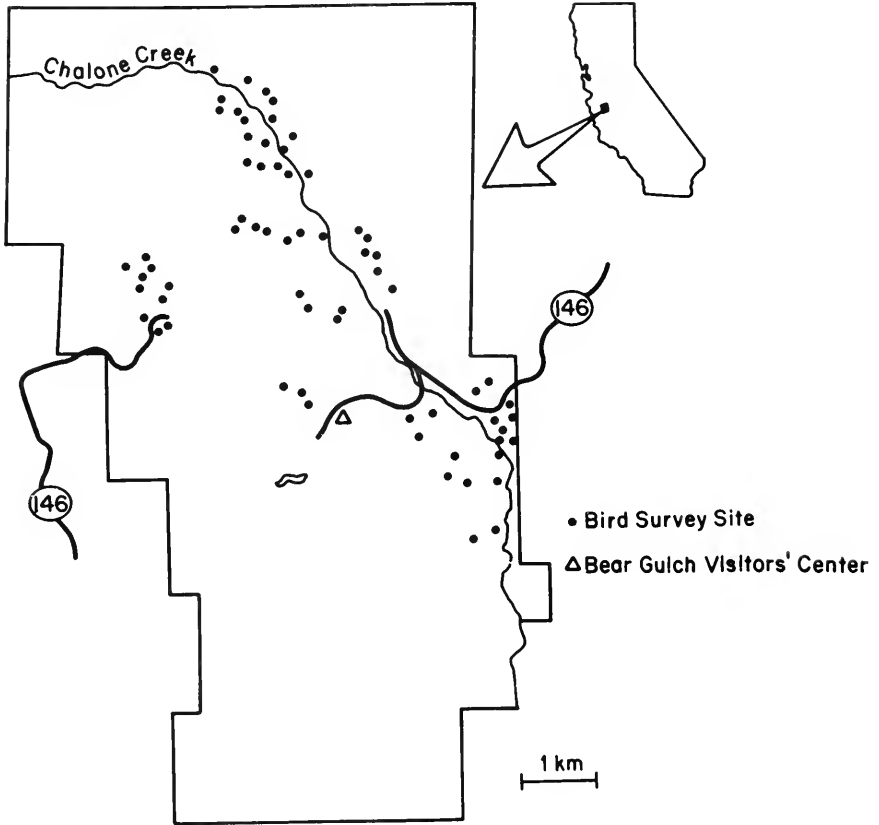 Chalone Creek
146
146
Bird Survey Site
Bear Gulch Visitors' Center
1 km